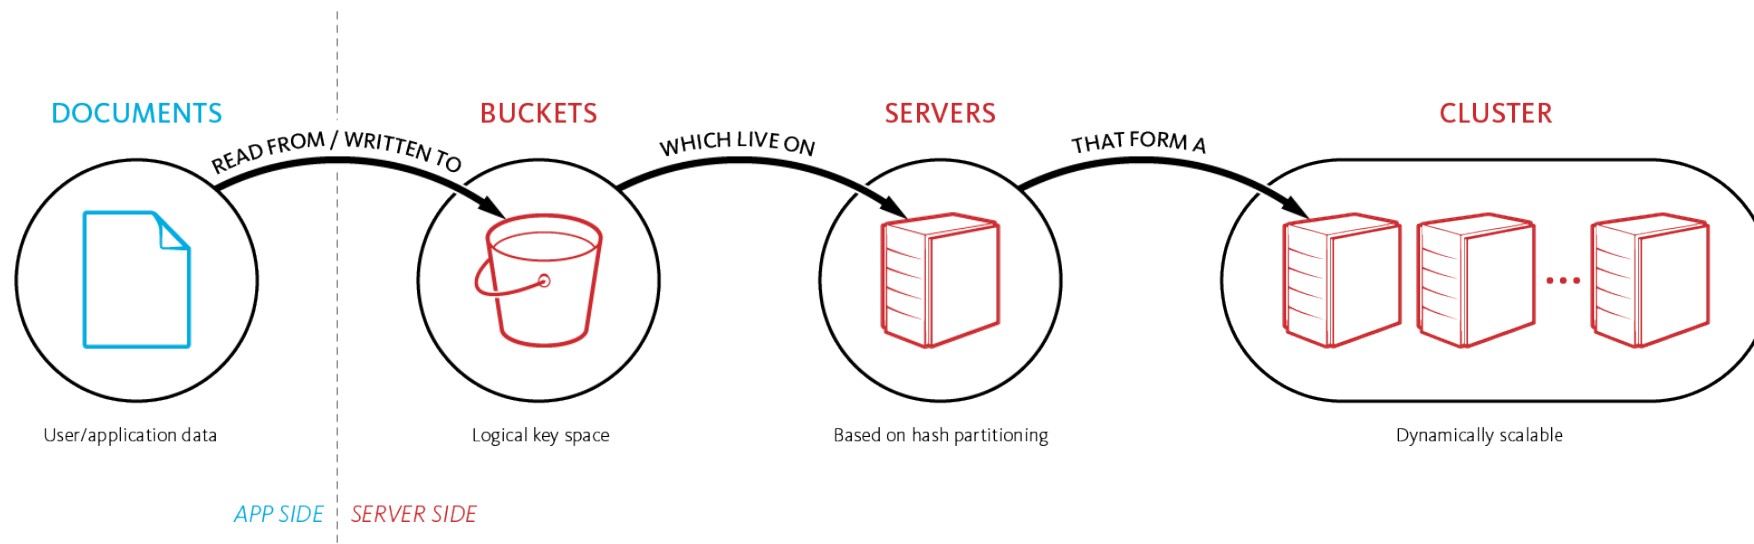 DOCUMENTS
READ FROM / WRITTEN TO
BUCKETS
WHICH LIVE ON
SERVERS
THAT FORM A
CLUSTER
User/application data
Logical key space
Based on hash partitioning
Dynamically scalable
APP SIDE
SERVER SIDE